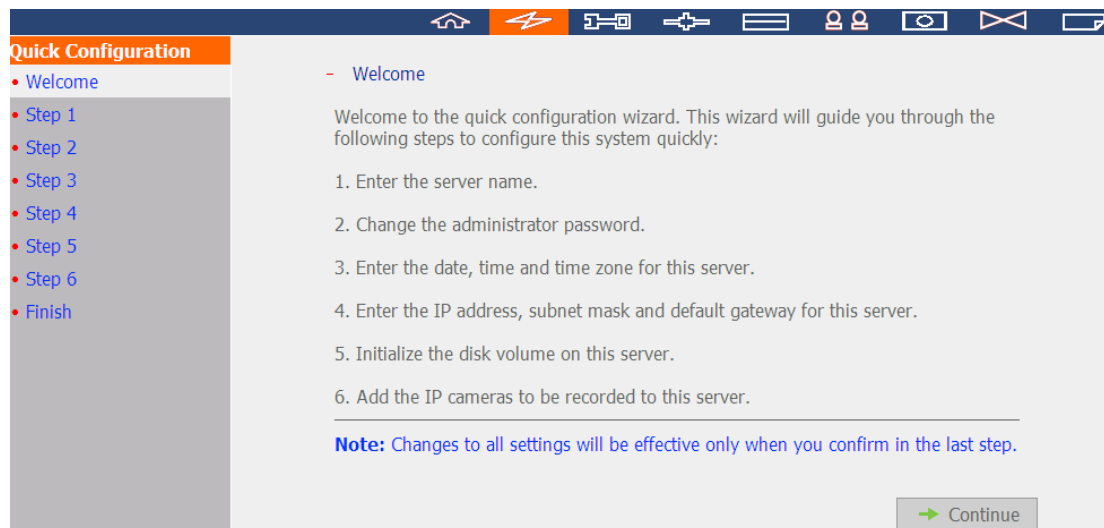 Quick Configuration
• Welcome
• Step 1
• Step 2
• Step 3
• Step 4
• Step 5
• Step 6
• Finish
- Welcome
Welcome to the quick configuration wizard. This wizard will guide you through the
following steps to configure this system quickly:
1. Enter the server name.
2. Change the administrator password.
3. Enter the date, time and time zone for this server.
4. Enter the IP address, subnet mask and default gateway for this server.
5. Initialize the disk volume on this server.
6. Add the IP cameras to be recorded to this server.
Note: Changes to all settings will be effective only when you confirm in the last step.
Continue